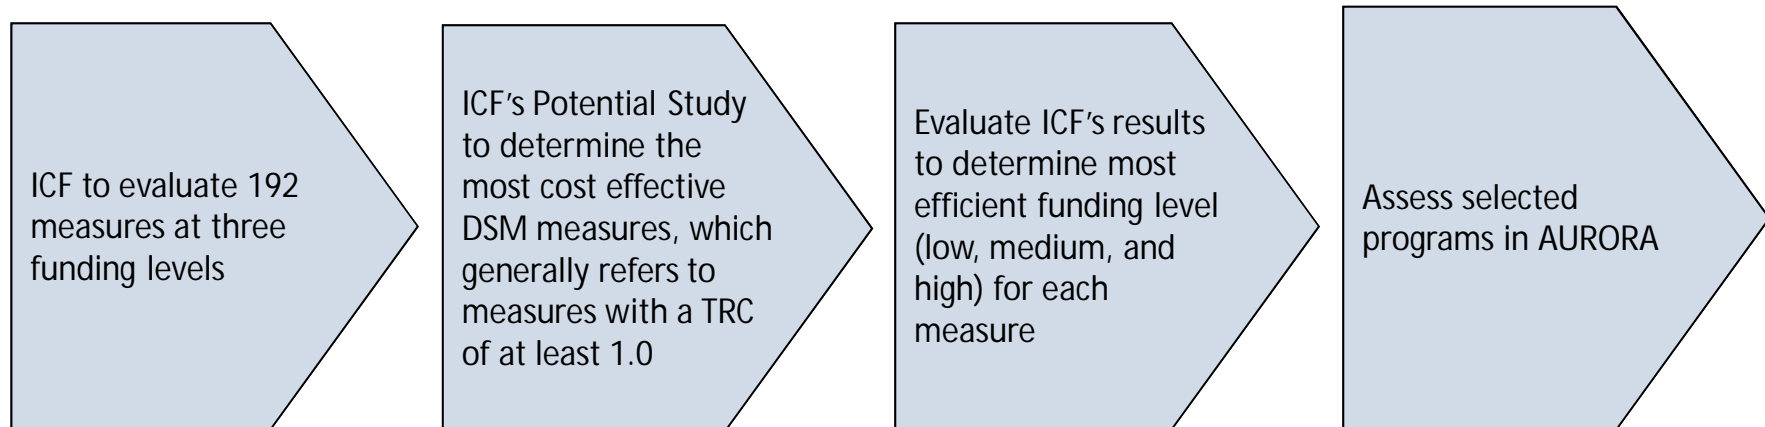 ICF to evaluate 192
measures at three
funding levels
ICF's Potential Study
to determine the
most cost effective
DSM measures, which
generally refers to
measures with a TRC
of at least 1.0
Evaluate ICF's results
to determine most
efficient funding level
(low, medium, and
high) for each
measure
Assess selected
programs in AURORA